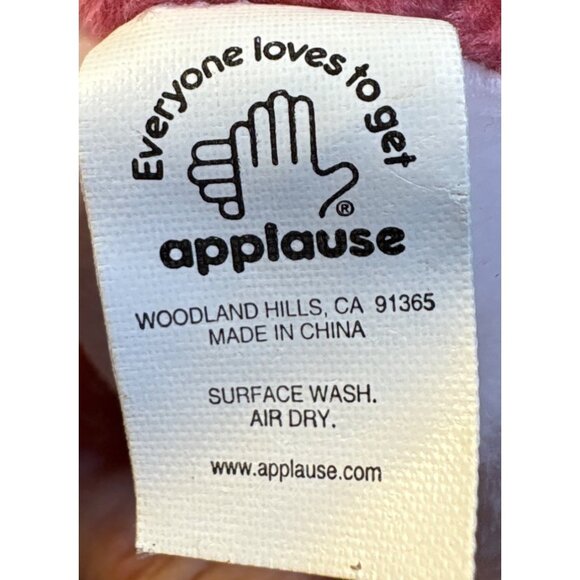 Everyone loves to get
®
applause
WOODLAND HILLS, CA 91365
MADE IN CHINA
SURFACE WASH.
AIR DRY.
www.applause.com